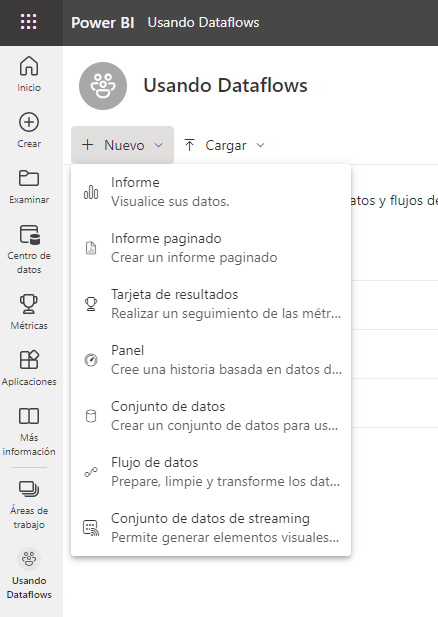 Power BI Usando Dataflows
Inicio
Crear
Examinar
Centro de
datos
Métricas
Aplicaciones
Más
información
Áreas de
trabajo
Usando
Dataflows
Usando Dataflows
Nuevo Cargar
Informe
Visualice sus datos.
Informe paginado
Crear un informe paginado
Tarjeta de resultados
Realizar un seguimiento de las métr...
Panel
Cree una historia basada en datos d...
Conjunto de datos
Crear un conjunto de datos para us...
Flujo de datos
Prepare, limpie y transforme los dat...
Conjunto de datos de streaming
Permite generar elementos visuales...
y flujos de